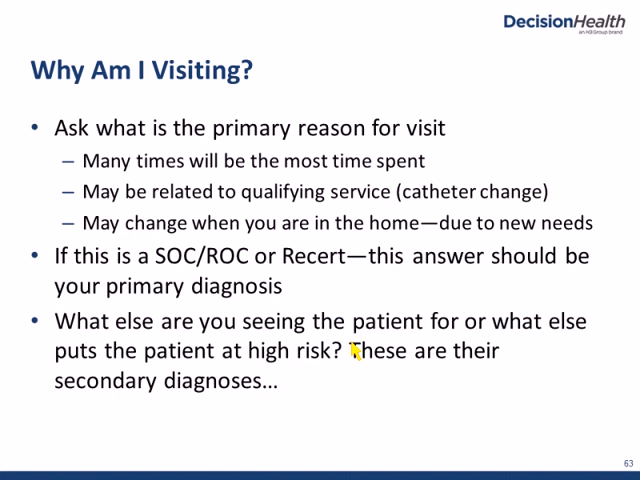 DecisionHealth
an H3.Group brand
Why Am I Visiting?
• Ask what is the primary reason for visit
– Many times will be the most time spent
– May be related to qualifying service (catheter change)
– May change when you are in the home—due to new needs
• If this is a SOC/ROC or Recert—this answer should be
your primary diagnosis
• What else are you seeing the patient for or what else
puts the patient at high risk? These are their
secondary diagnoses…
63